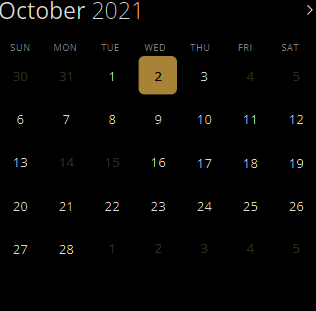 October 2021
SUN MON TUE WED THU FRI SAT
30 31 1 2 3 4 5
6 7 8 9 10 11 12
13 14 15 16 17 18 19
20 21 22 23 24 25 26
27 28 1 2 3 4 5